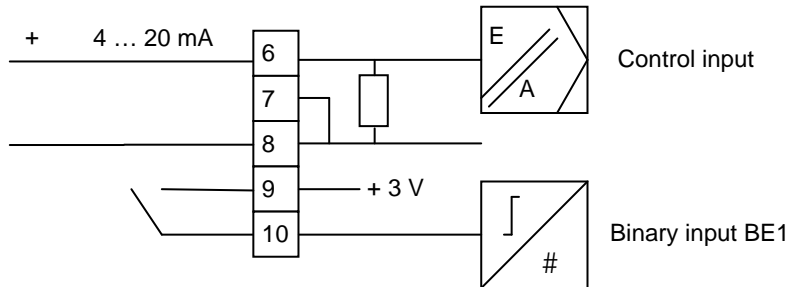 + 4 … 20 mA
6
E
A
Control input
7
8
9
+ 3 V
10
#
Binary input BE1